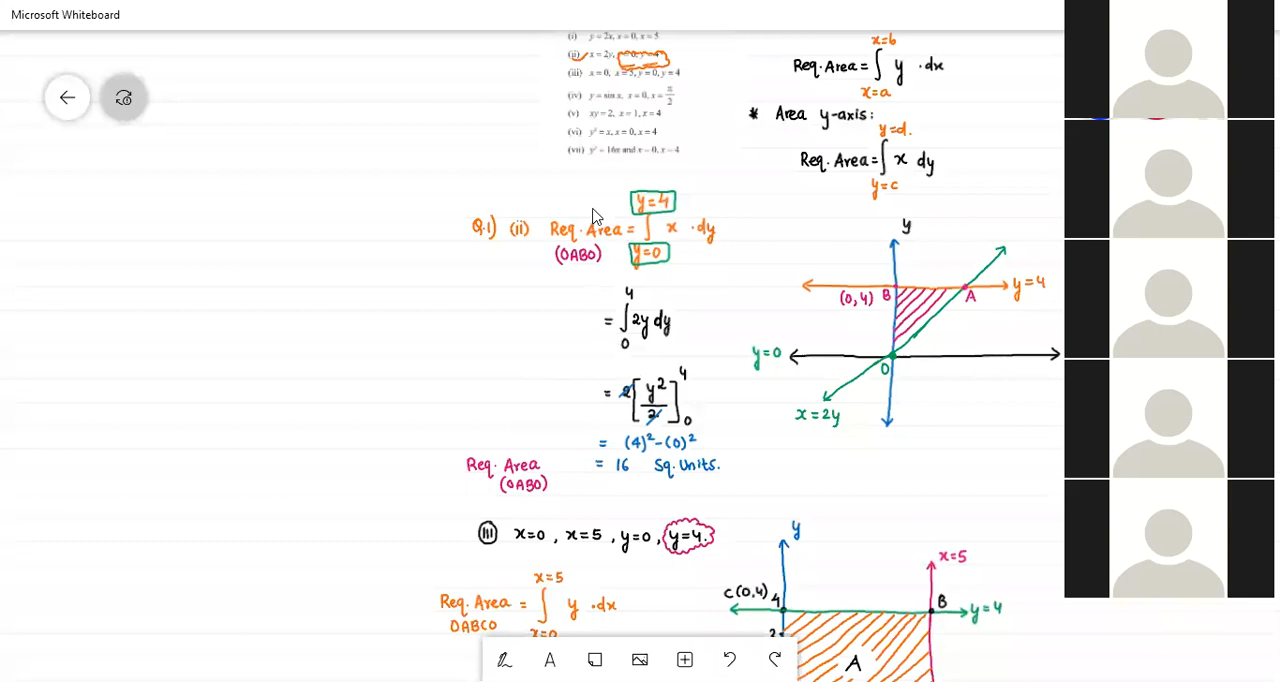 Microsoft Whiteboard
(i) y = 2x, x = 0, x = 5
(ii) x = 2y,
(iii) x = 0, x = 5, y = 0, y = 4
(iv) y = sin x, x = 0, x = π/2
(v) xy = 2, x = 1, x = 4
(vi) y² = x, x = 0, x = 4
(vii) y² = 16x and x = 0, x = 4
x=b
Req. Area = ∫ y .dx
x=a
* Area y-axis:
y=d.
Req. Area = ∫ x dy
y=c
y=4
Q.1) (ii) Req. Area = ∫ x .dy
(OABO) y=0
= ∫₀⁴ 2y dy
= 2[y²/2]₀⁴
= (4)²-(0)²
Req. Area = 16 Sq. Units.
(OABO)
y
(0,4) B A y=4
y=0
O
x=2y
(iii) x=0, x=5, y=0, y=4.
x=5
Req. Area = ∫ y .dx
OABCO x=0
y
x=5
C(0,4) 4 B y=4
3
A